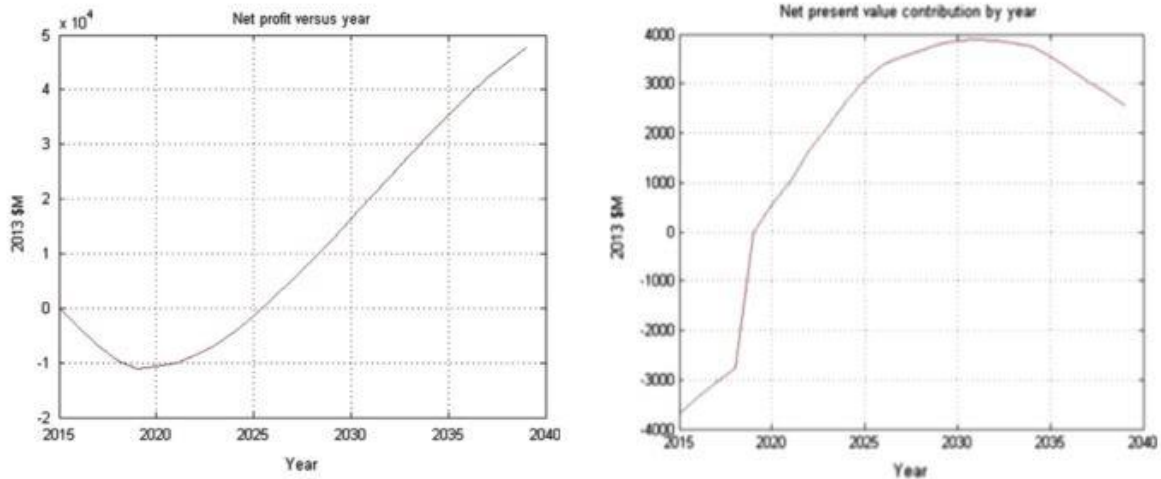 Net profit versus year
x 10⁴
5
4
3
2
1
0
-1
-2
2015 2020 2025 2030 2035 2040
Year
2013 $M
Net present value contribution by year
4000
3000
2000
1000
0
-1000
-2000
-3000
-4000
2015 2020 2025 2030 2035 2040
Year
2013 $M